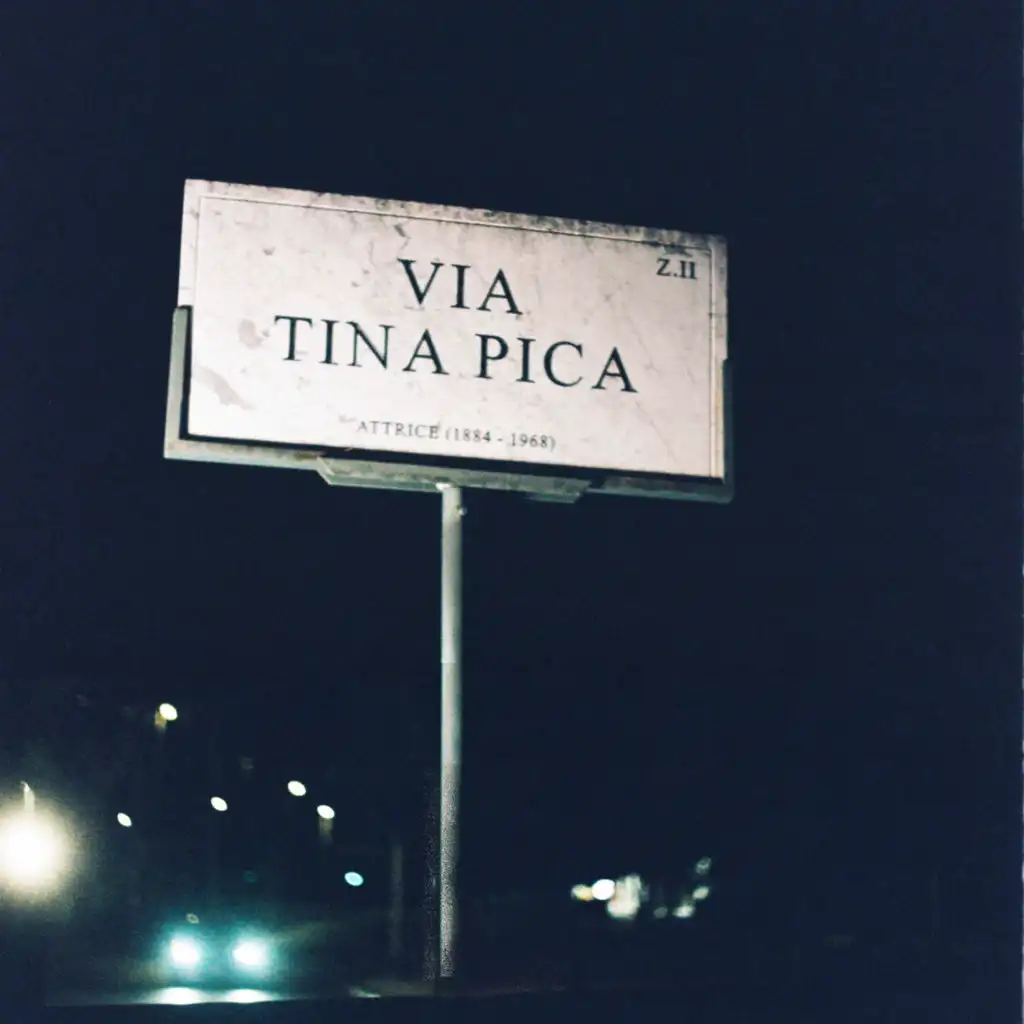 Z.II
VIA
TINA PICA
ATTRICE (1884 - 1968)